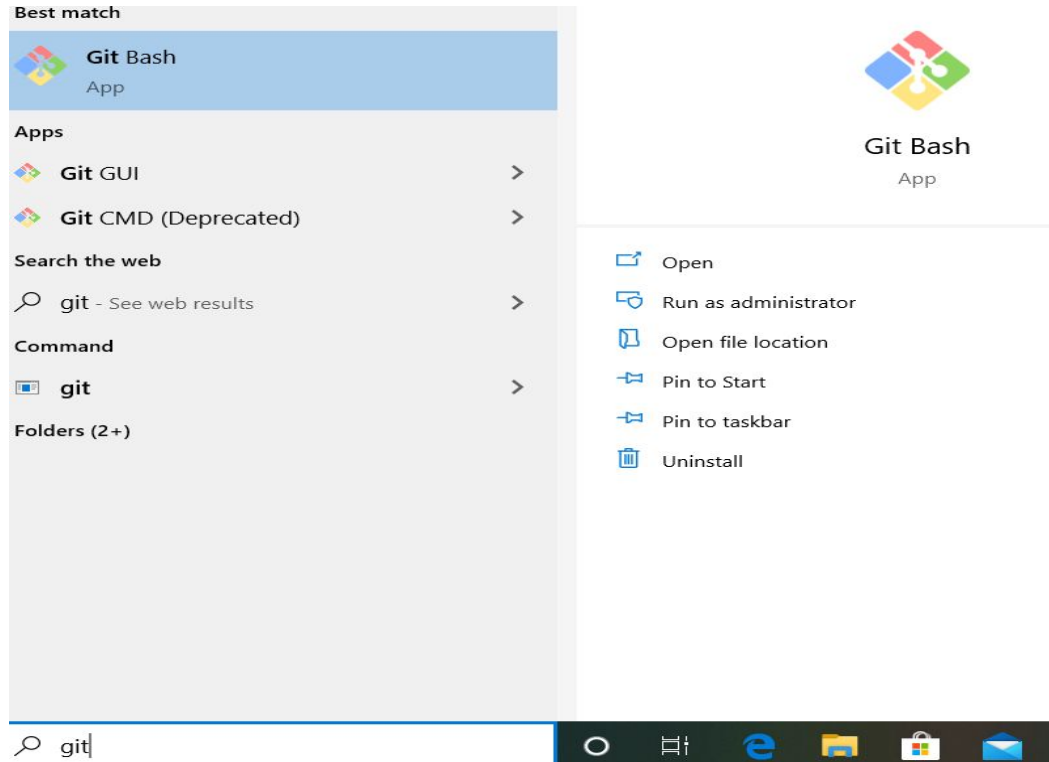 Best match
Git Bash
App
Apps
Git GUI
Git CMD (Deprecated)
Search the web
git - See web results
Command
git
Folders (2+)
git
Git Bash
App
Open
Run as administrator
Open file location
Pin to Start
Pin to taskbar
Uninstall